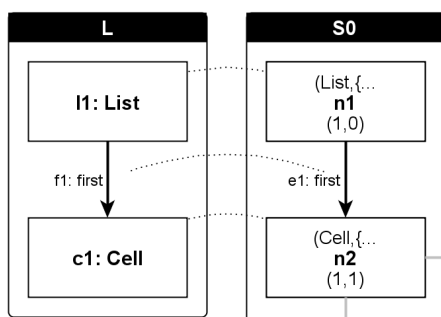 L
l1: List
f1: first
c1: Cell
S0
(List,{...
n1
(1,0)
e1: first
(Cell,{...
n2
(1,1)